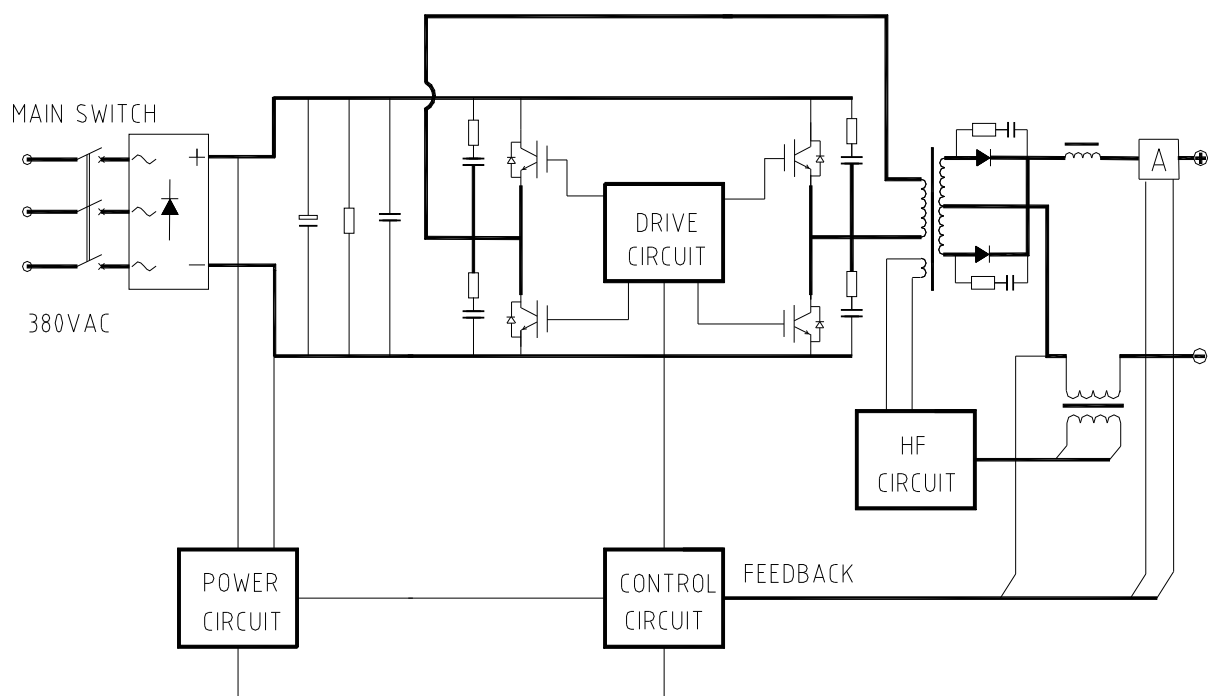 MAIN SWITCH
380VAC
DRIVE
CIRCUIT
A
HF
CIRCUIT
POWER
CIRCUIT
CONTROL
CIRCUIT
FEEDBACK